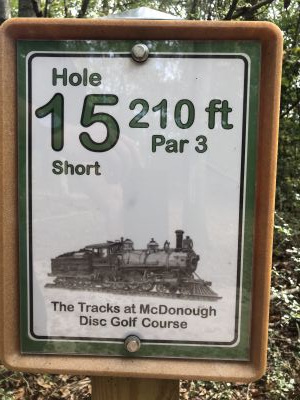 Hole
15 210 ft
Par 3
Short
The Tracks at McDonough
Disc Golf Course